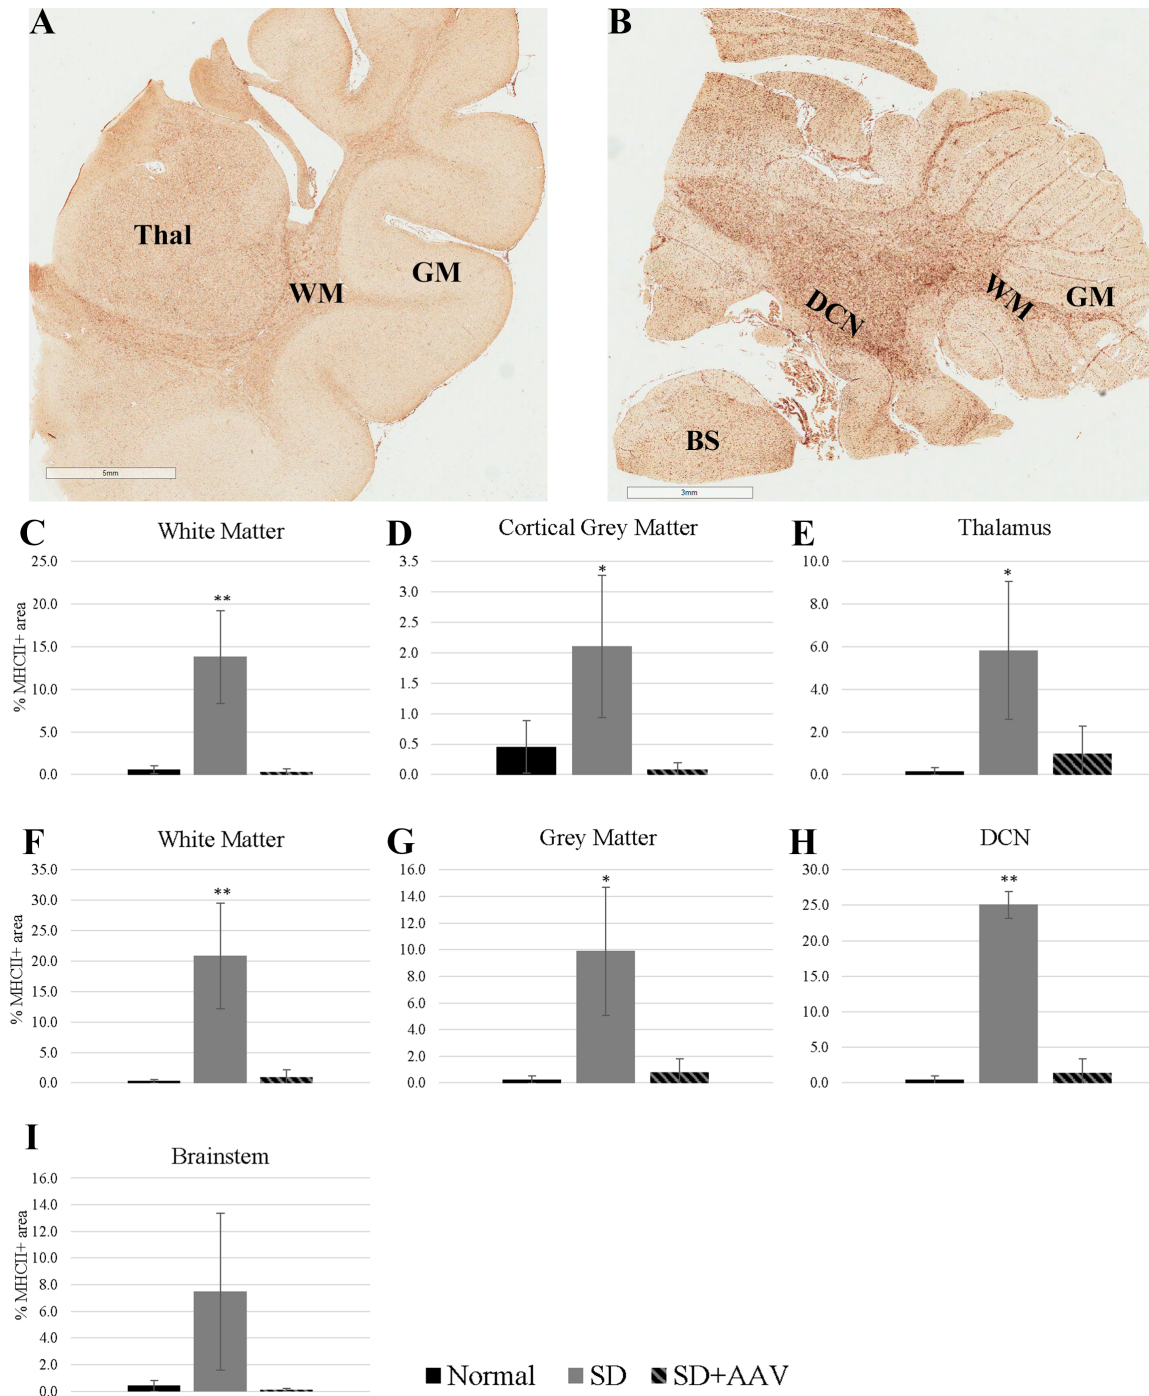 A
B
Thal
WM
GM
5mm
DCN
WM
GM
BS
3mm
C
White Matter
% MHCII+ area
25.0
20.0
15.0
10.0
5.0
0.0
**
D
Cortical Grey Matter
3.5
3.0
2.5
2.0
1.5
1.0
0.5
0.0
*
E
Thalamus
10.0
8.0
6.0
4.0
2.0
0.0
*
F
White Matter
% MHCII+ area
35.0
30.0
25.0
20.0
15.0
10.0
5.0
0.0
**
G
Grey Matter
16.0
14.0
12.0
10.0
8.0
6.0
4.0
2.0
0.0
*
H
DCN
30.0
25.0
20.0
15.0
10.0
5.0
0.0
**
I
Brainstem
% MHCII+ area
16.0
14.0
12.0
10.0
8.0
6.0
4.0
2.0
0.0
Normal SD SD+AAV